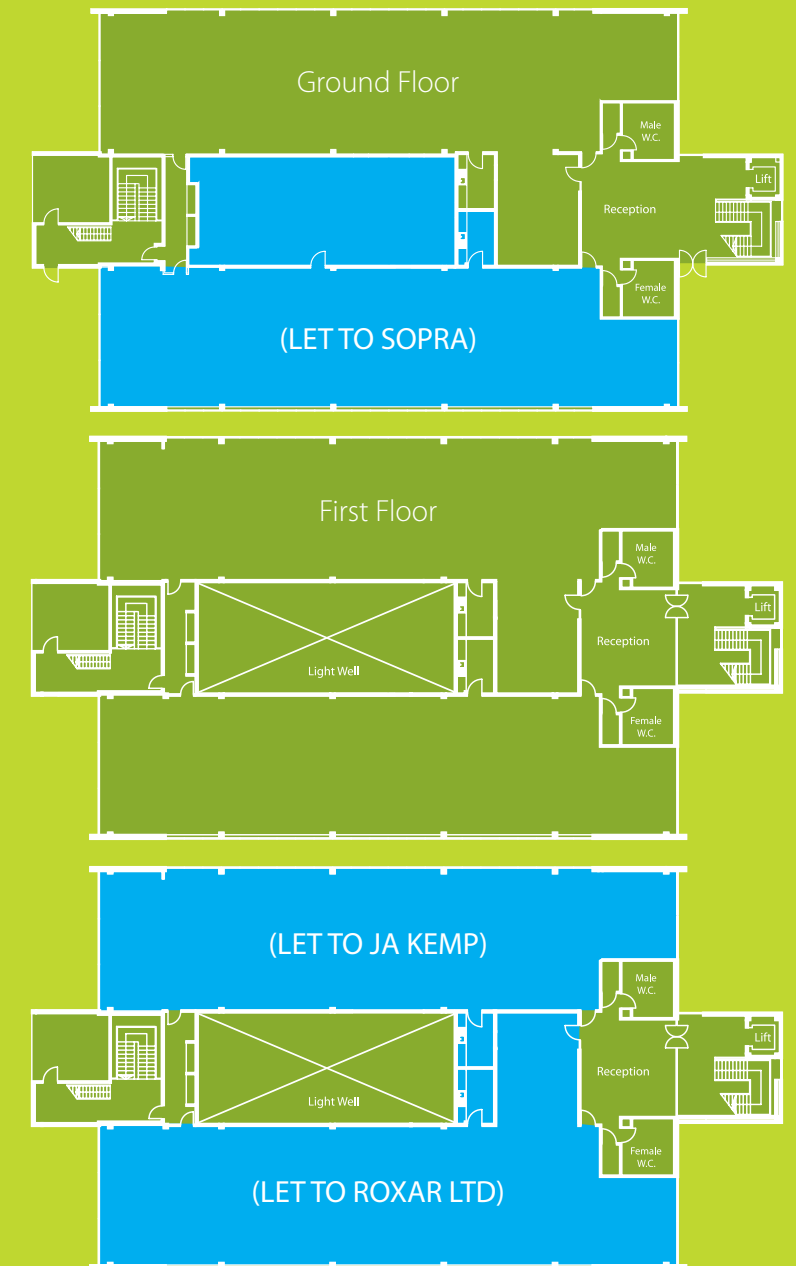 Ground Floor
Male
W.C.
Lift
Reception
Female
W.C.
(LET TO SOPRA)
First Floor
Male
W.C.
Lift
Reception
Light Well
Female
W.C.
(LET TO JA KEMP)
Male
W.C.
Lift
Reception
Light Well
Female
W.C.
(LET TO ROXAR LTD)